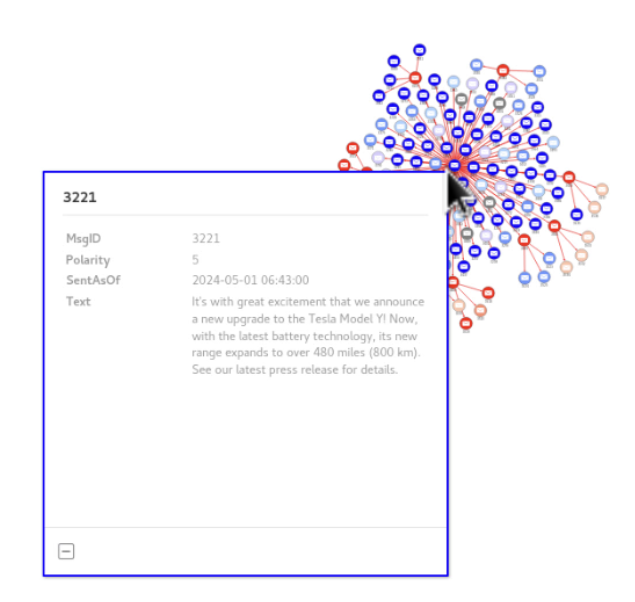 3221
MsgID 3221
Polarity 5
SentAsOf 2024-05-01 06:43:00
Text It's with great excitement that we announce
a new upgrade to the Tesla Model Y! Now,
with the latest battery technology, its new
range expands to over 480 miles (800 km).
See our latest press release for details.